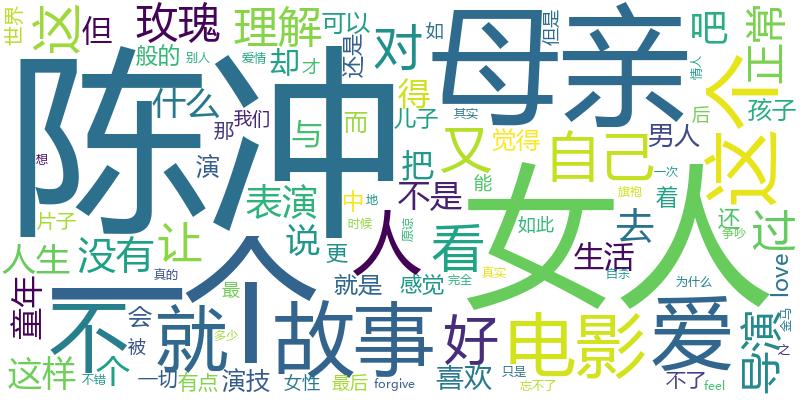 陈冲
母亲
女人
一个
这个
故事
电影
爱
不
就
自己
人
好
看
又
对
这
玫瑰
理解
正常
导演
童年
没有
让
说
表演
什么
人生
这样
个
但
般的
却
才
可以
还是
如
但是
吧
世界
别人
爱情
情人
得
儿子
其实
后
孩子
男人
觉得
把
不是
能
一次
着
旗袍
还
过
争吵
去
如此
生活
love
金马
之
为什么
自杀
真实
完全
感觉
更
就是
中
地
时候
原谅
与
而
那
我们
演
想
片子
真的
最
会
被
多少
不错
一切
有点
演技
女性
最后
forgive
喜欢
只是
忘不了
不了
feel